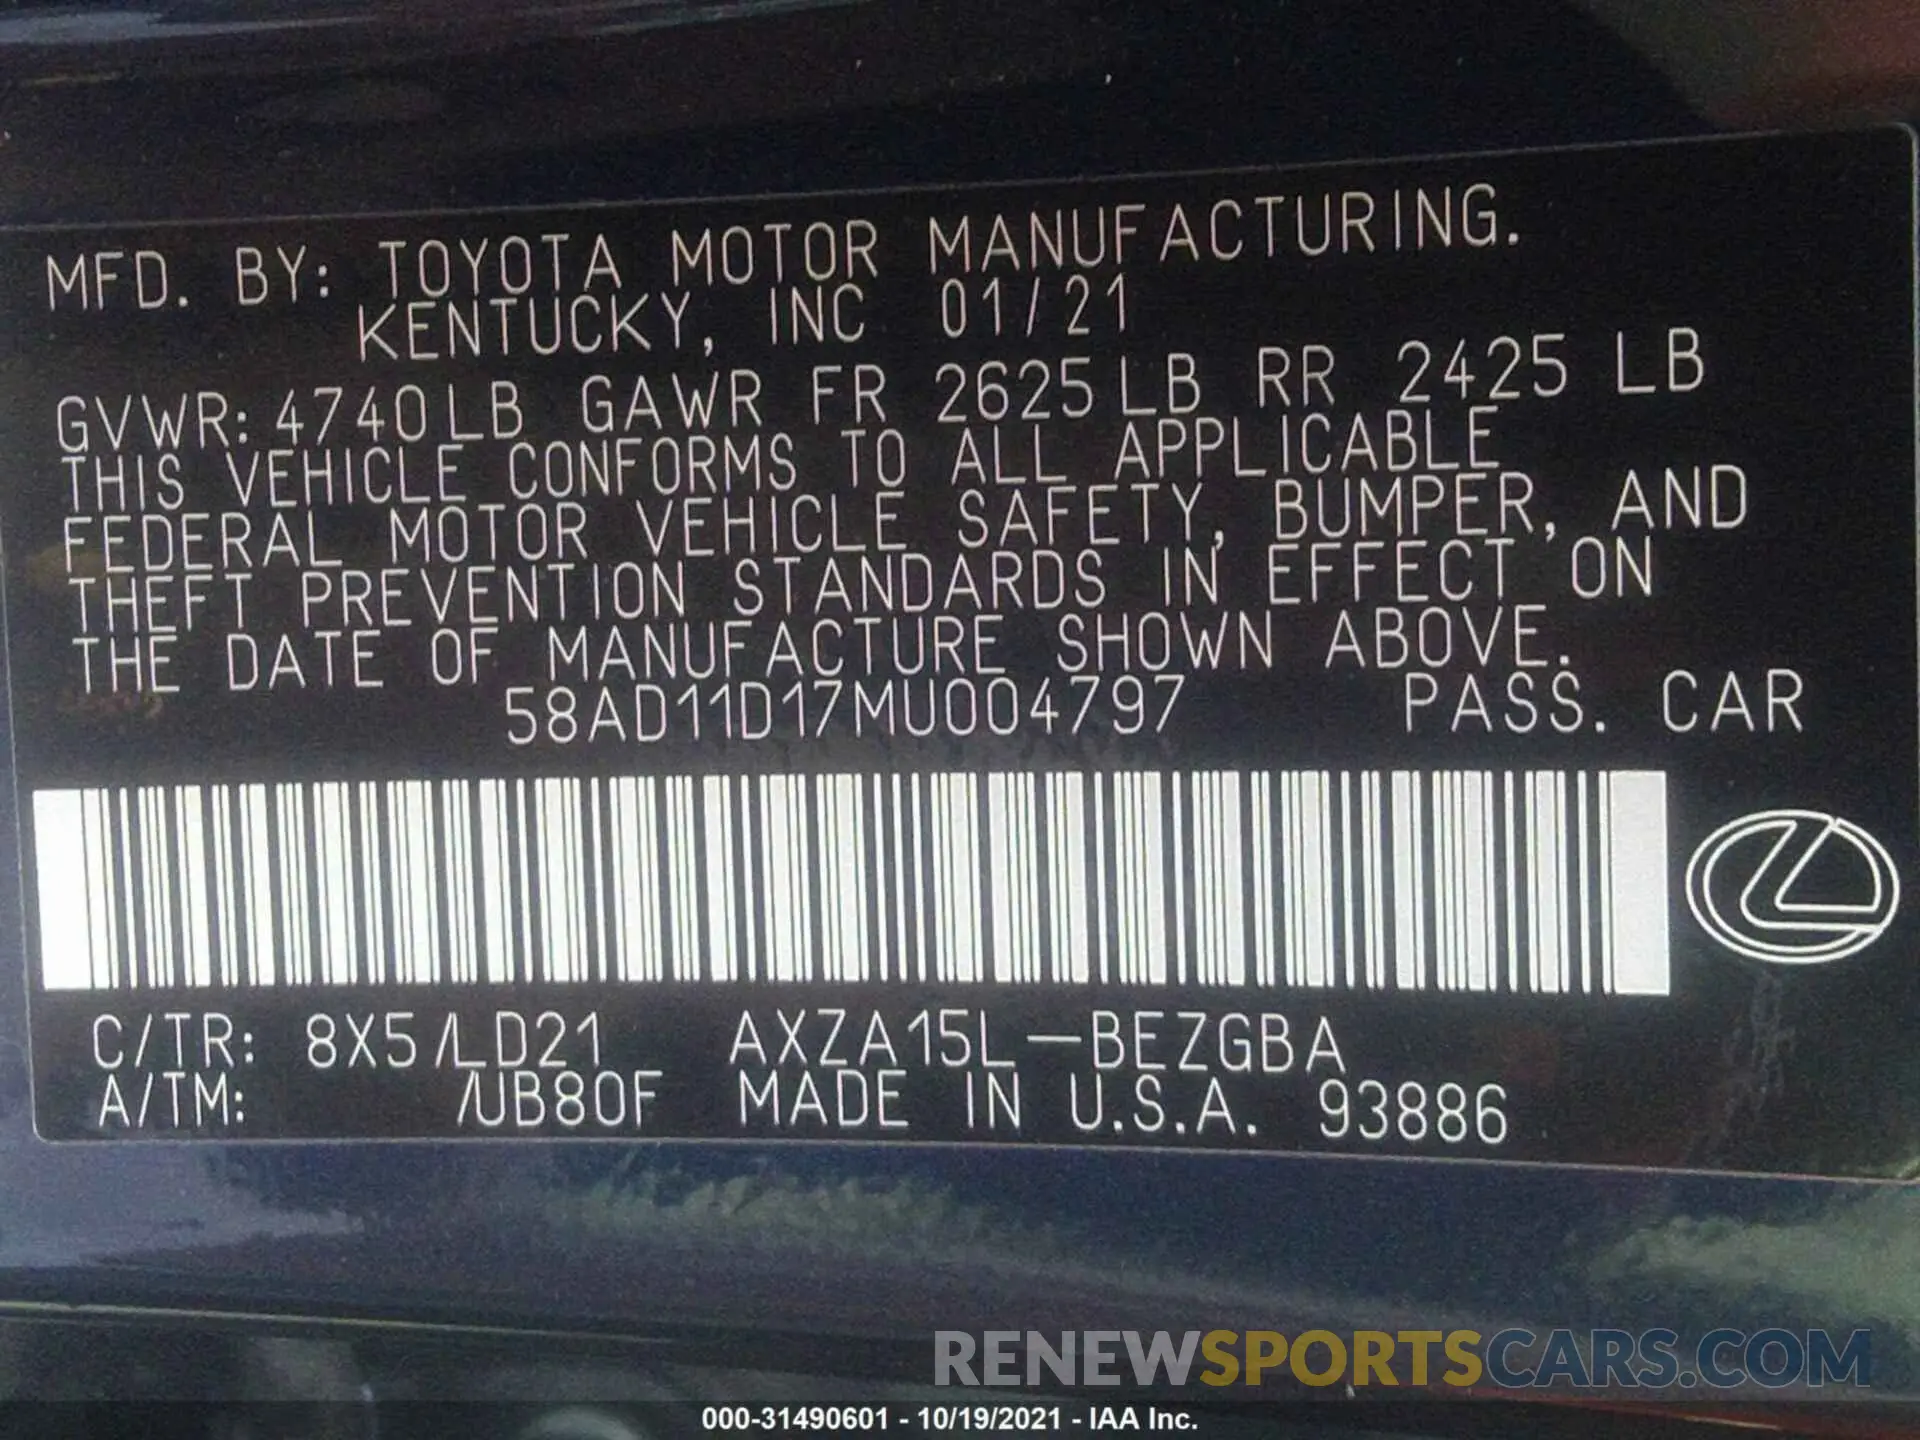 MFD. BY: TOYOTA MOTOR MANUFACTURING.
KENTUCKY, INC 01/21
GVWR: 4740LB GAWR FR 2625LB RR 2425 LB
THIS VEHICLE CONFORMS TO ALL APPLICABLE
FEDERAL MOTOR VEHICLE SAFETY, BUMPER, AND
THEFT PREVENTION STANDARDS IN EFFECT ON
THE DATE OF MANUFACTURE SHOWN ABOVE.
58AD11D17MU004797 PASS. CAR
C/TR: 8X5/LD21 AXZA15L-BEZGBA
A/TM: /UB80F MADE IN U.S.A. 93886
RENEWSPORTSCARS.COM
000-31490601 - 10/19/2021 - IAA Inc.